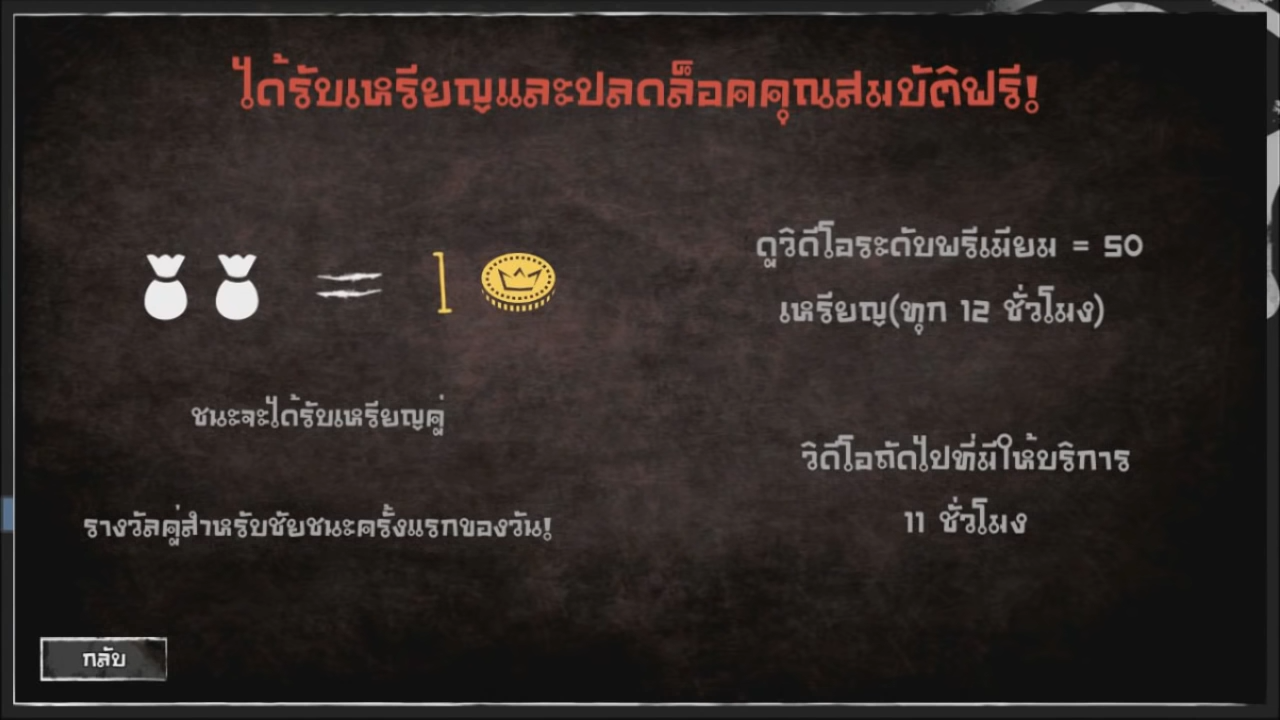 ได้รับเหรียญและปลดล็อคคุณสมบัติฟรี!
= 1
ชนะจะได้รับเหรียญคู่
รางวัลคู่สำหรับชัยชนะครั้งแรกของวัน!
ดูวิดีโอระดับพรีเมียม = 50
เหรียญ(ทุก 12 ชั่วโมง)
วิดีโอถัดไปที่มีให้บริการ
11 ชั่วโมง
กลับ